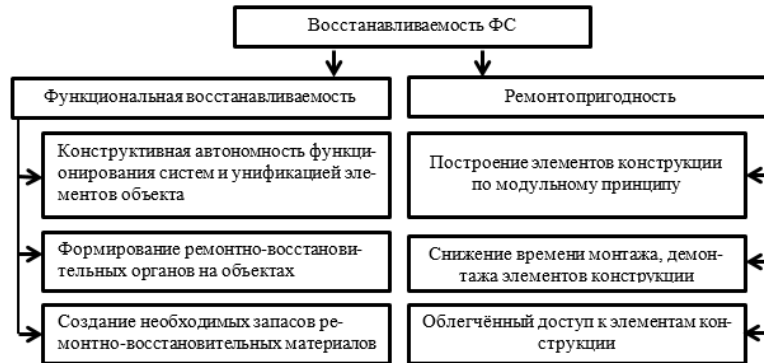 Восстанавливаемость ФС
Функциональная восстанавливаемость
Ремонтопригодность
Конструктивная автономность функци-
онирования систем и унификацией эле-
ментов объекта
Построение элементов конструкции
по модульному принципу
Формирование ремонтно-восстанови-
тельных органов на объектах
Снижение времени монтажа, демон-
тажа элементов конструкции
Создание необходимых запасов ре-
монтно-восстановительных материалов
Облегчённый доступ к элементам кон-
струкции